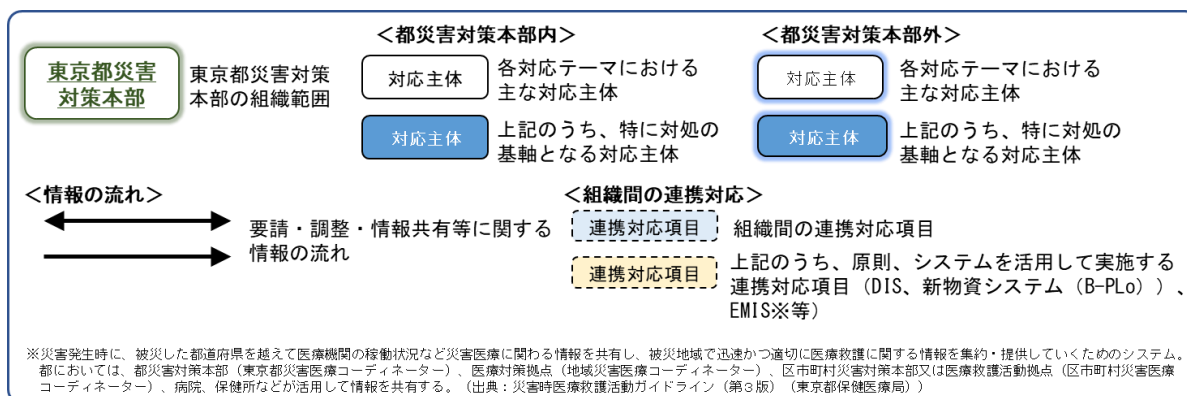 <都災害対策本部内>
<都災害対策本部外>
東京都災害
対策本部
東京都災害対策
本部の組織範囲
対応主体
各対応テーマにおける
主な対応主体
対応主体
各対応テーマにおける
主な対応主体
対応主体
上記のうち、特に対処の
基軸となる対応主体
対応主体
上記のうち、特に対処の
基軸となる対応主体
<情報の流れ>
<組織間の連携対応>
要請・調整・情報共有等に関する
情報の流れ
連携対応項目
組織間の連携対応項目
連携対応項目
上記のうち、原則、システムを活用して実施する
連携対応項目(DIS、新物資システム(B-PLo))、
EMIS※等)
※災害発生時に、被災した都道府県を越えて医療機関の稼働状況など災害医療に関わる情報を共有し、被災地域で迅速かつ適切に医療救護に関する情報を集約・提供していくためのシステム。
都においては、都災害対策本部(東京都災害医療コーディネーター)、医療対策拠点(地域災害医療コーディネーター)、区市町村災害対策本部又は医療救護活動拠点(区市町村災害医療
コーディネーター)、病院、保健所などが活用して情報を共有する。(出典:災害時医療救護活動ガイドライン(第3版)(東京都保健医療局))